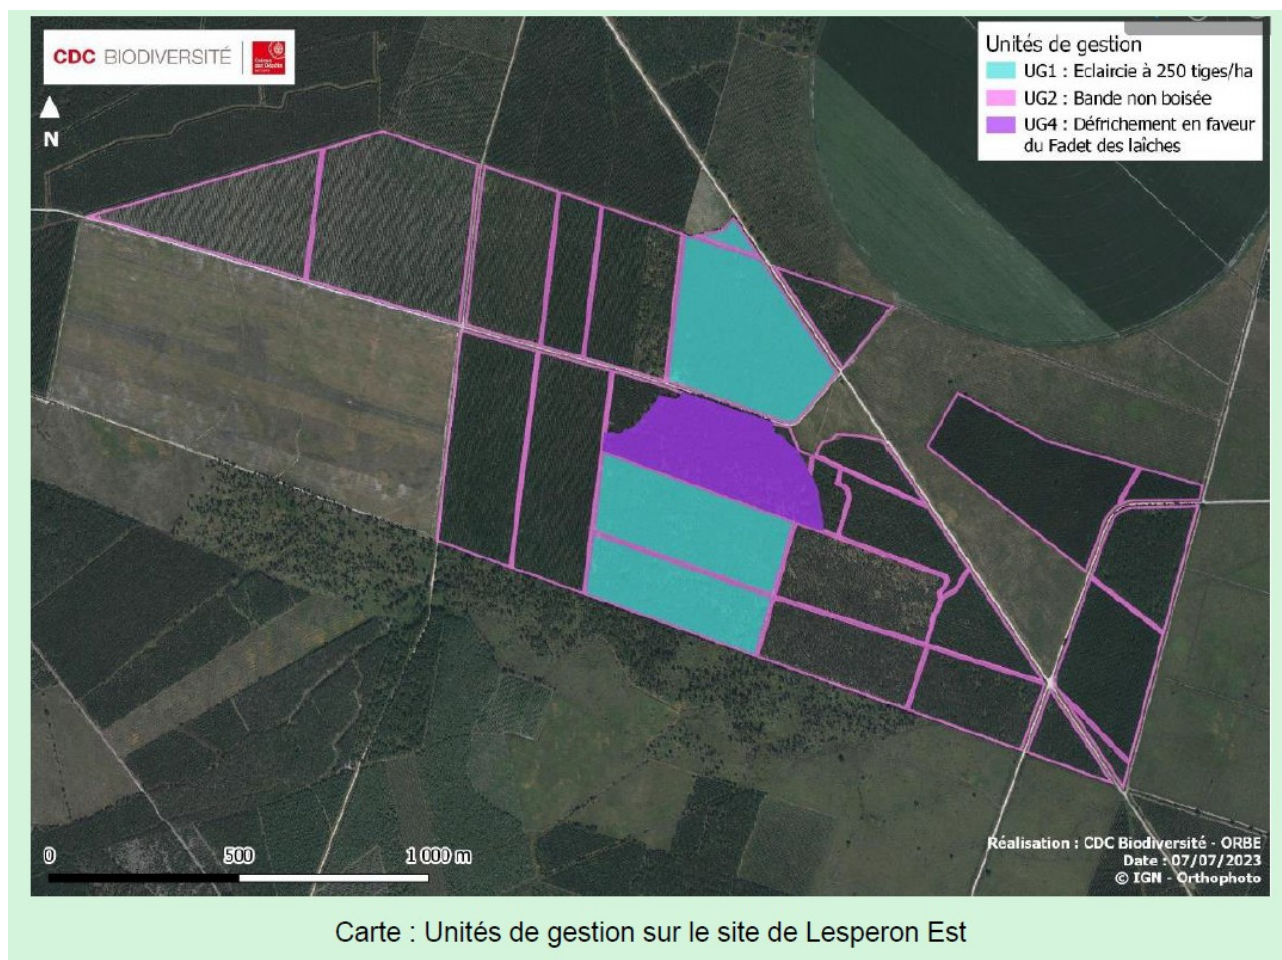 CDC BIODIVERSITÉ
Unités de gestion
UG1 : Eclaircie à 250 tiges/ha
UG2 : Bande non boisée
UG4 : Défrichement en faveur
du Fadet des laîches
N
0 500 1 000 m
Réalisation : CDC Biodiversité - ORBE
Date : 07/07/2023
© IGN - Orthophoto
Carte : Unités de gestion sur le site de Lesperon Est